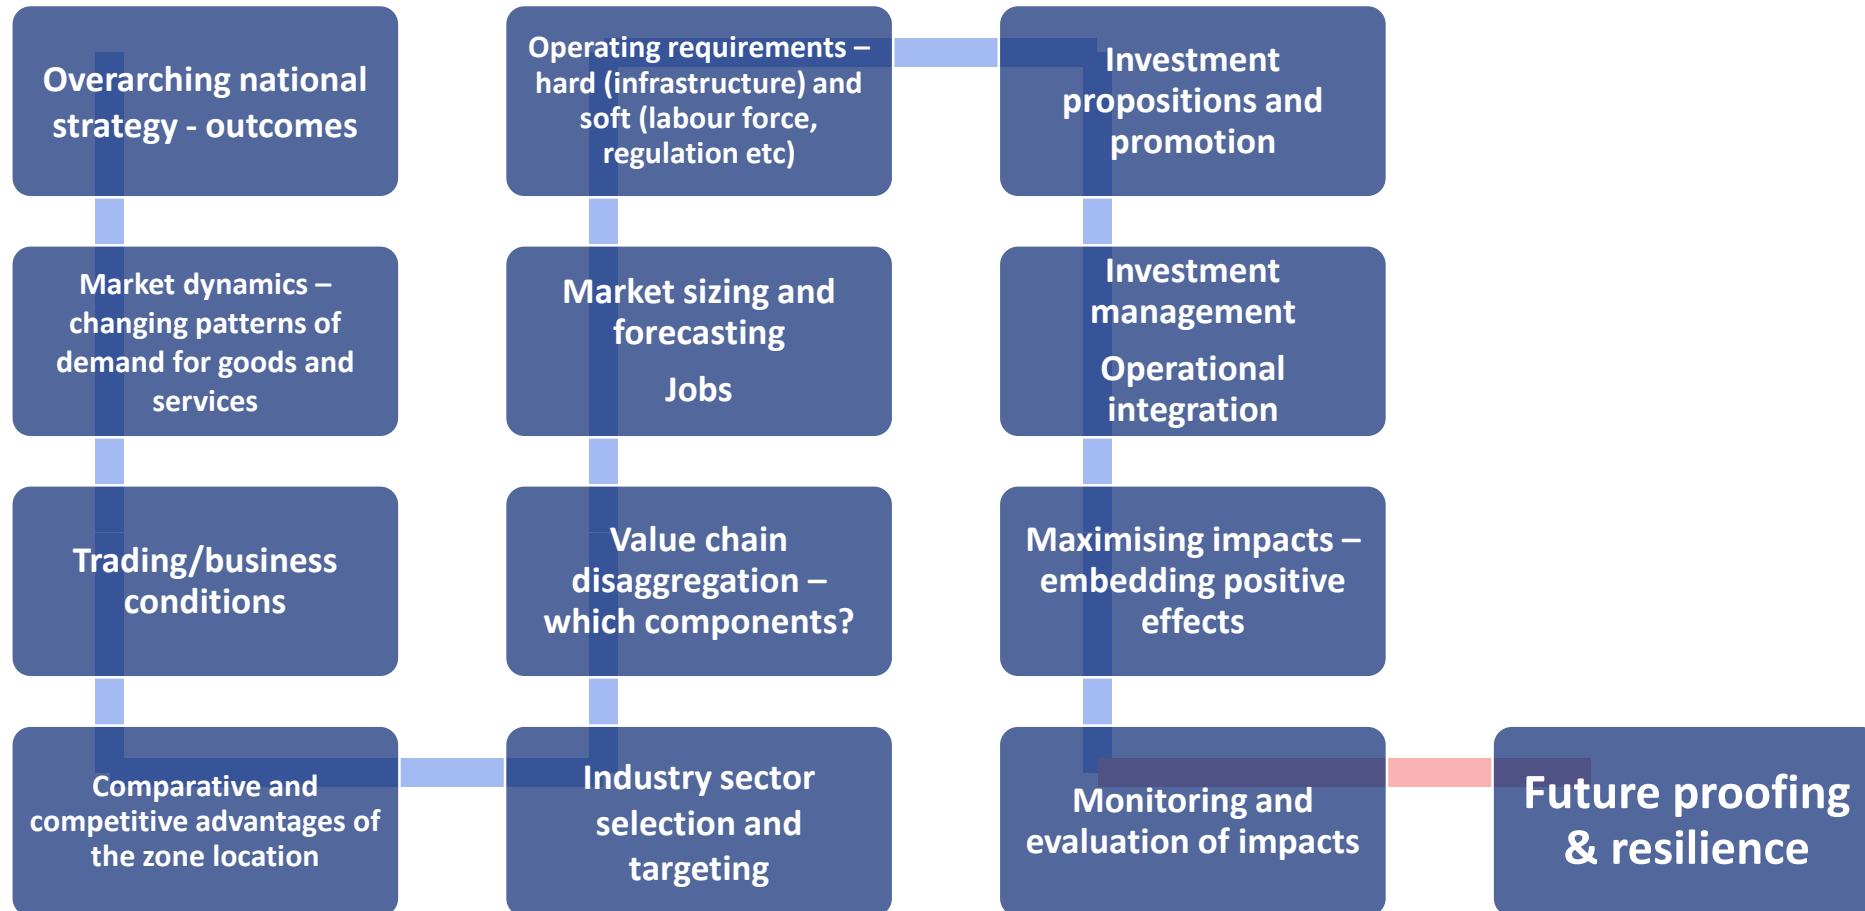 Overarching national
strategy - outcomes
Market dynamics –
changing patterns of
demand for goods and
services
Trading/business
conditions
Comparative and
competitive advantages of
the zone location
Industry sector
selection and
targeting
Value chain
disaggregation –
which components?
Market sizing and
forecasting
Jobs
Operating requirements –
hard (infrastructure) and
soft (labour force,
regulation etc)
Investment
propositions and
promotion
Investment
management
Operational
integration
Maximising impacts –
embedding positive
effects
Monitoring and
evaluation of impacts
Future proofing
& resilience